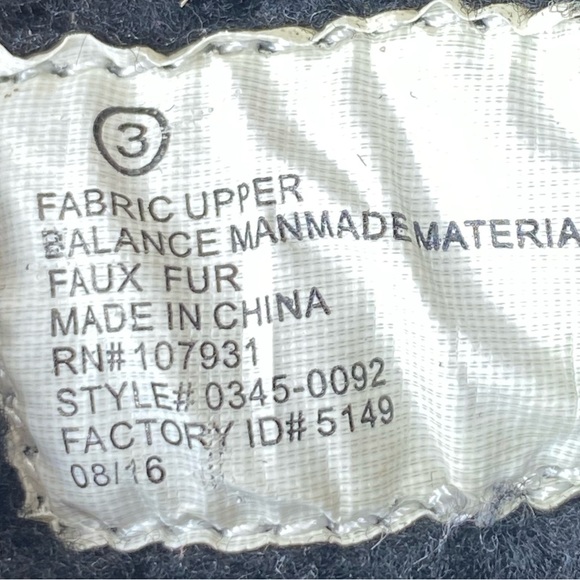 3
FABRIC UPPER
BALANCE MANMADE MATERIA
FAUX FUR
MADE IN CHINA
RN# 107931
STYLE# 0345-0092
FACTORY ID# 5149
08/16